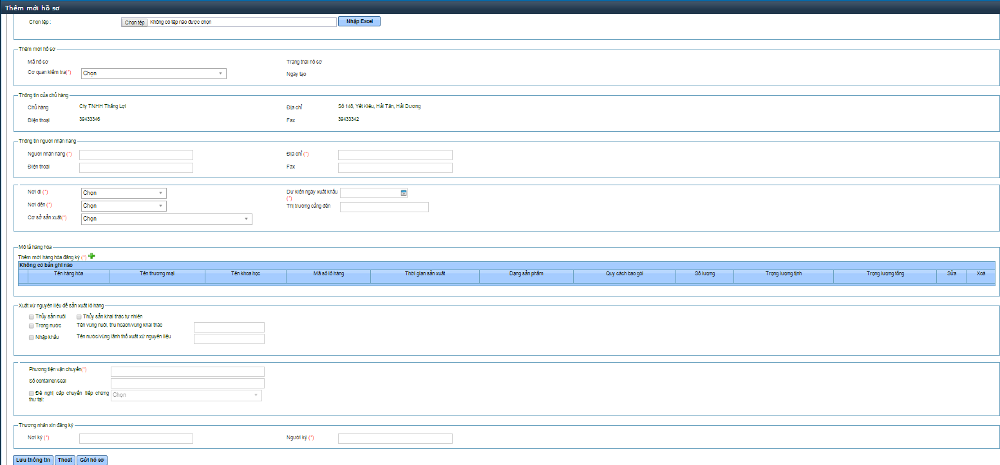 Thêm mới hồ sơ
Chọn tệp :
Chọn tệp Không có tệp nào được chọn
Nhập Excel
Thêm mới hồ sơ
Mã hồ sơ
Trạng thái hồ sơ
Cơ quan kiểm tra(*)
Chọn
Ngày tạo
Thông tin của chủ hàng
Chủ hàng
Cty TNHH Thắng Lợi
Địa chỉ
Số 148, Yết Kiêu, Hải Tân, Hải Dương
Điện thoại
39433346
Fax
39433342
Thông tin người nhận hàng
Người nhận hàng (*)
Địa chỉ (*)
Điện thoại
Fax
Nơi đi (*)
Chọn
Dự kiến ngày xuất khẩu
(*)
Nơi đến (*)
Chọn
Thị trường cảng đến
Cơ sở sản xuất(*)
Chọn
Mô tả hàng hóa
Thêm mới hàng hóa đăng ký (*)
Không có bản ghi nào
Tên hàng hóa
Tên thương mại
Tên khoa học
Mã số lô hàng
Thời gian sản xuất
Dạng sản phẩm
Quy cách bao gói
Số lượng
Trọng lượng tịnh
Trọng lượng tổng
Sửa
Xoá
Xuất xứ nguyên liệu để sản xuất lô hàng
Thủy sản nuôi
Thủy sản khai thác tự nhiên
Trong nước
Tên vùng nuôi, thu hoạch/vùng khai thác
Nhập khẩu
Tên nước/vùng lãnh thổ xuất xứ nguyên liệu
Phương tiện vận chuyển(*)
Số container/seal
Đề nghị cấp chuyển tiếp chứng
thư tại:
Chọn
Thương nhân xin đăng ký
Nơi ký (*)
Người ký (*)
Lưu thông tin
Thoát
Gửi hồ sơ